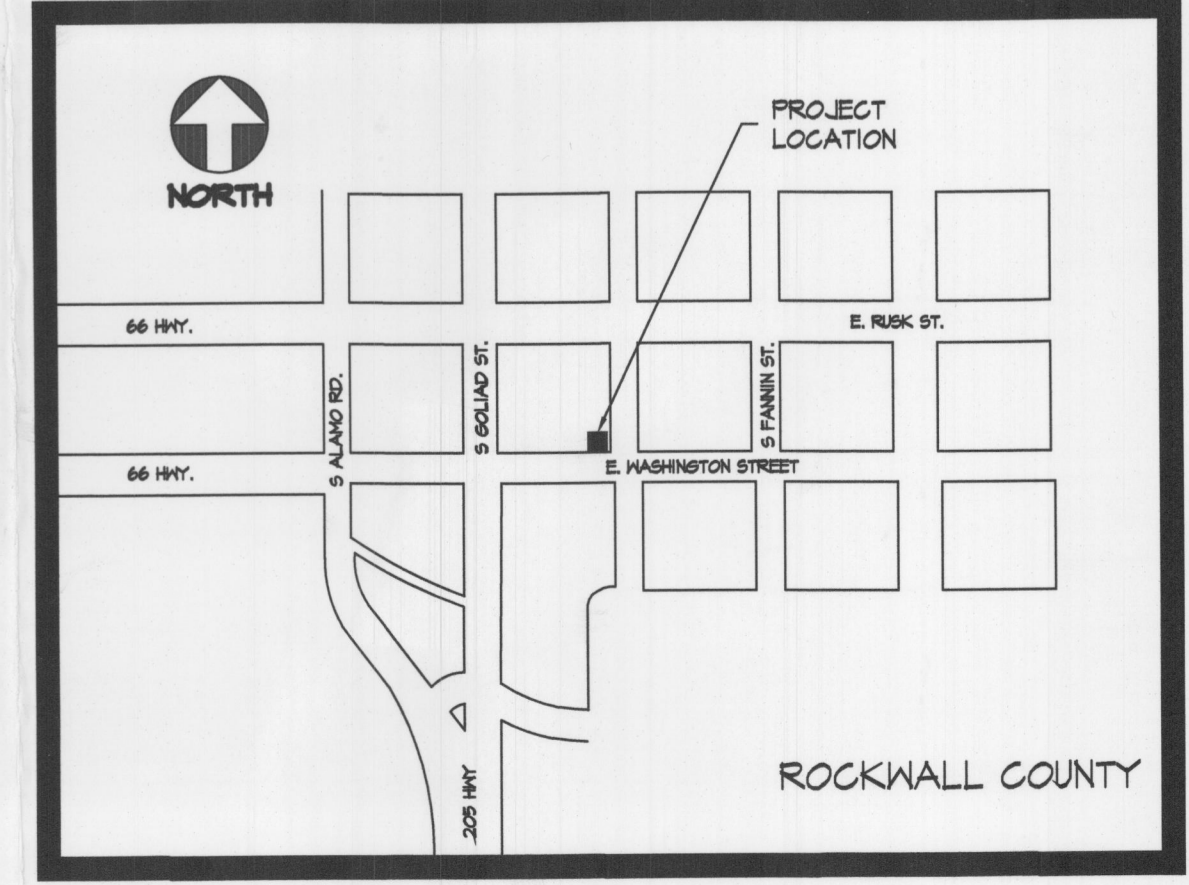 PROJECT
LOCATION
NORTH
66 HWY.
E. RUSK ST.
S ALAMO RD.
S GOLIAD ST.
S FANNIN ST.
66 HWY.
E. WASHINGTON STREET
205 HWY
ROCKWALL COUNTY